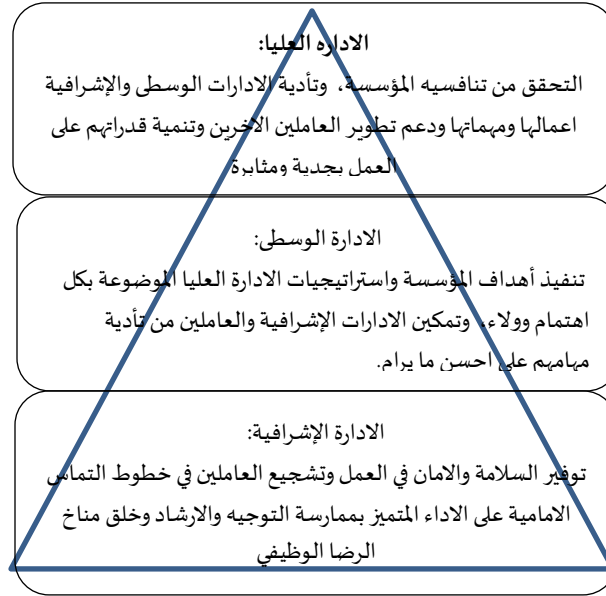 الاداره العليا:
التحقق من تنافسيه المؤسسة، وتأدية الادارات الوسطى والإشرافية
اعمالها ومهماتها ودعم تطوير العاملين الاخرين وتنمية قدراتهم على
العمل بجدية ومثابرة
الادارة الوسطى:
تنفيذ أهداف المؤسسة واستراتيجيات الادارة العليا الموضوعة بكل
اهتمام وولاء، وتمكين الادارات الإشرافية والعاملين من تأدية
مهامهم على احسن ما يرام.
الادارة الإشرافية:
توفير السلامة والامان في العمل وتشجيع العاملين في خطوط التماس
الامامية على الاداء المتميز بممارسة التوجيه والارشاد وخلق مناخ
الرضا الوظيفي